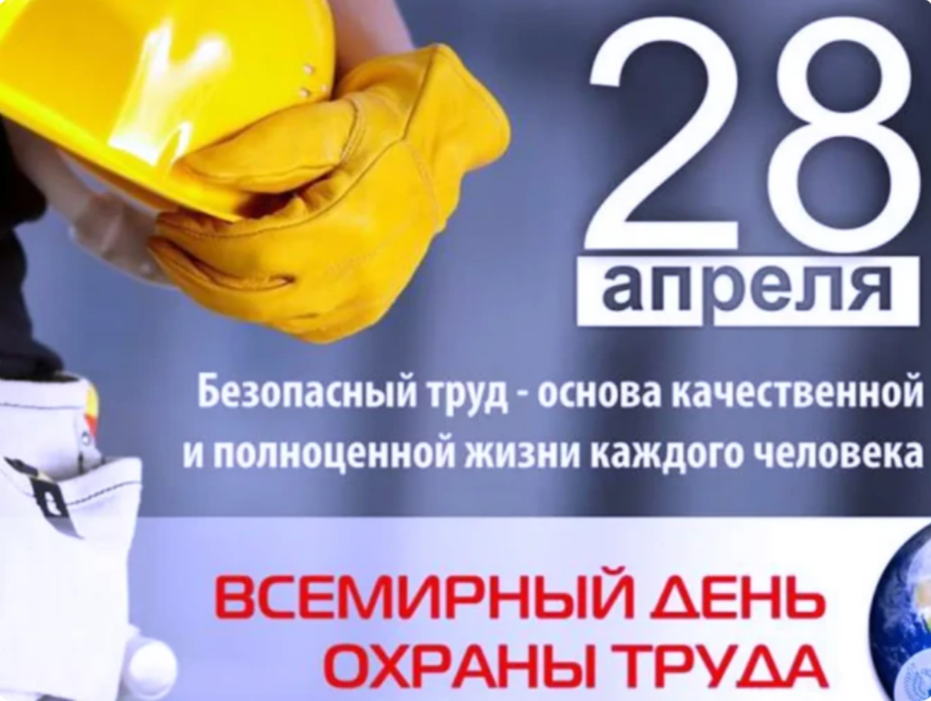 28
апреля
Безопасный труд - основа качественной
и полноценной жизни каждого человека
ВСЕМИРНЫЙ ДЕНЬ
ОХРАНЫ ТРУДА